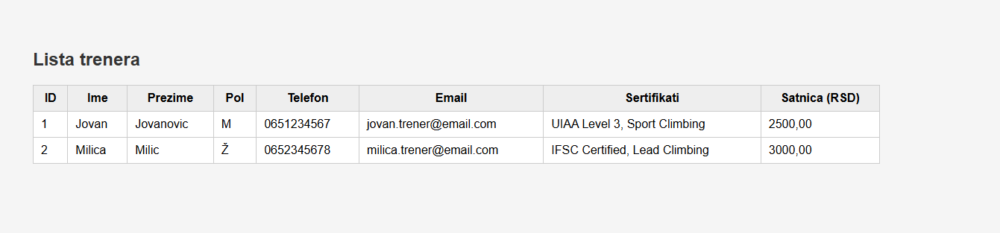 Lista trenera
ID Ime Prezime Pol Telefon Email Sertifikati Satnica (RSD)
1 Jovan Jovanovic M 0651234567 jovan.trener@email.com UIAA Level 3, Sport Climbing 2500,00
2 Milica Milic Ž 0652345678 milica.trener@email.com IFSC Certified, Lead Climbing 3000,00